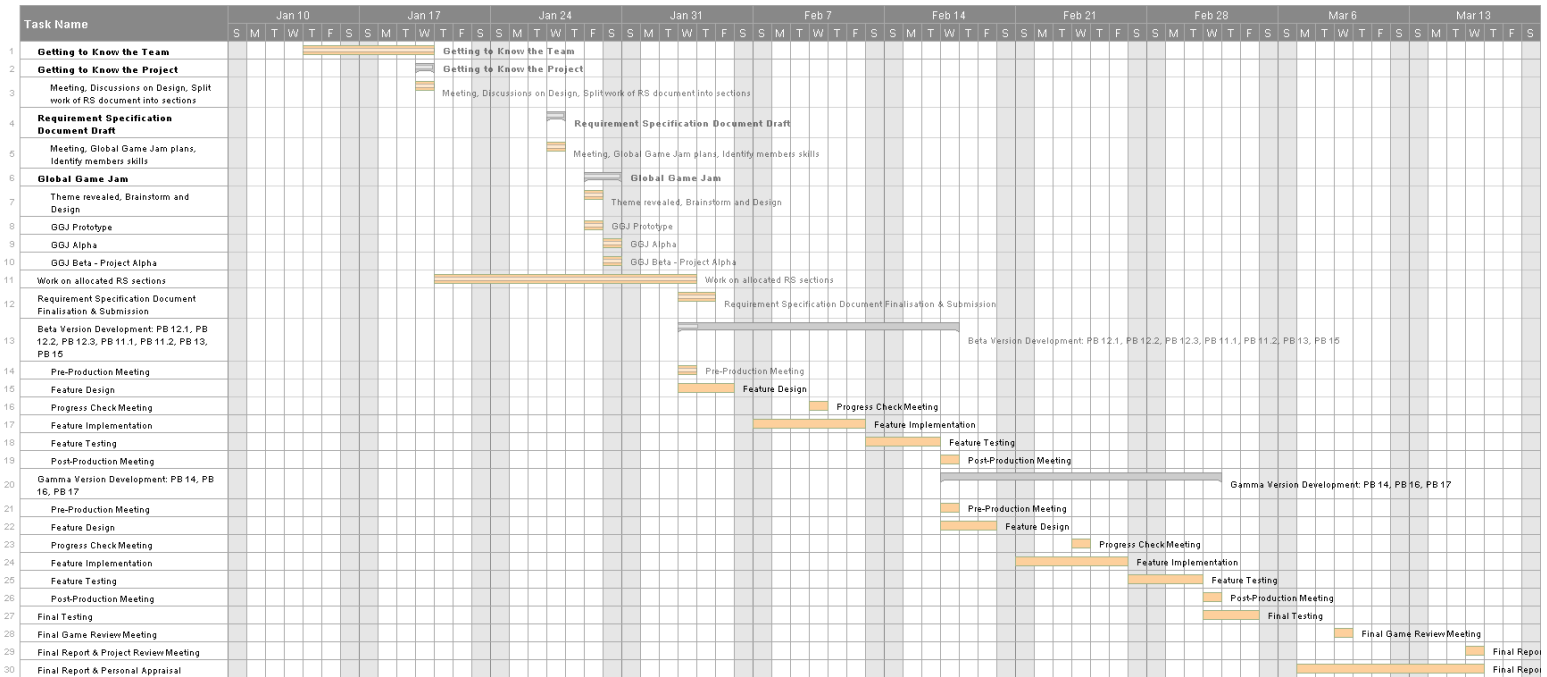 Task Name
Jan 10 Jan 17 Jan 24 Jan 31 Feb 7 Feb 14 Feb 21 Feb 28 Mar 6 Mar 13
S M T W T F S S M T W T F S S M T W T F S S M T W T F S S M T W T F S S M T W T F S S M T W T F S S M T W T F S S M T W T F S S M T W T F S
1 Getting to Know the Team Getting to Know the Team
2 Getting to Know the Project Getting to Know the Project
3 Meeting, Discussions on Design, Split
work of RS document into sections Meeting, Discussions on Design, Split work of RS document into sections
4 Requirement Specification
Document Draft Requirement Specification Document Draft
5 Meeting, Global Game Jam plans,
Identify members skills Meeting, Global Game Jam plans, Identify members skills
6 Global Game Jam Global Game Jam
7 Theme revealed, Brainstorm and
Design Theme revealed, Brainstorm and Design
8 GGJ Prototype GGJ Prototype
9 GGJ Alpha GGJ Alpha
10 GGJ Beta - Project Alpha GGJ Beta - Project Alpha
11 Work on allocated RS sections Work on allocated RS sections
12 Requirement Specification Document
Finalisation & Submission Requirement Specification Document Finalisation & Submission
13 Beta Version Development: PB 12.1, PB
12.2, PB 12.3, PB 11.1, PB 11.2, PB 13,
PB 15 Beta Version Development: PB 12.1, PB 12.2, PB 12.3, PB 11.1, PB 11.2, PB 13, PB 15
14 Pre-Production Meeting Pre-Production Meeting
15 Feature Design Feature Design
16 Progress Check Meeting Progress Check Meeting
17 Feature Implementation Feature Implementation
18 Feature Testing Feature Testing
19 Post-Production Meeting Post-Production Meeting
20 Gamma Version Development: PB 14, PB
16, PB 17 Gamma Version Development: PB 14, PB 16, PB 17
21 Pre-Production Meeting Pre-Production Meeting
22 Feature Design Feature Design
23 Progress Check Meeting Progress Check Meeting
24 Feature Implementation Feature Implementation
25 Feature Testing Feature Testing
26 Post-Production Meeting Post-Production Meeting
27 Final Testing Final Testing
28 Final Game Review Meeting Final Game Review Meeting
29 Final Report & Project Review Meeting Final Repor
30 Final Report & Personal Appraisal Final Repor